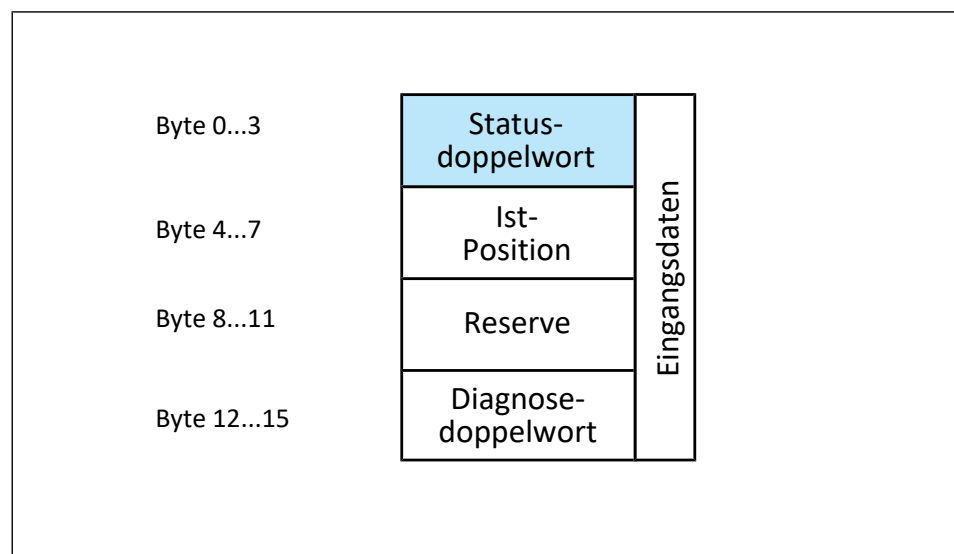 Byte 0...3
Status-
doppelwort
Byte 4...7
Ist-
Position
Byte 8...11
Reserve
Byte 12...15
Diagnose-
doppelwort
Eingangsdaten